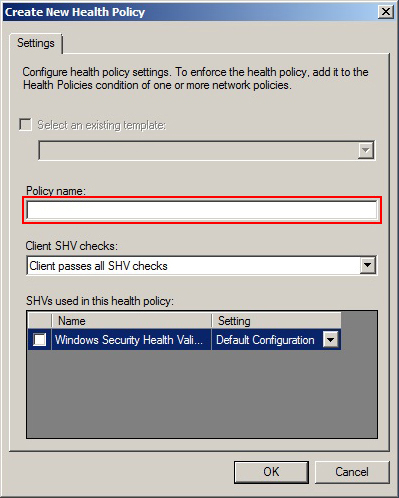 Create New Health Policy
Settings
Configure health policy settings. To enforce the health policy, add it to the
Health Policies condition of one or more network policies.
Select an existing template:
Policy name:
Client SHV checks:
Client passes all SHV checks
SHVs used in this health policy:
Name Setting
Windows Security Health Vali... Default Configuration
OK Cancel